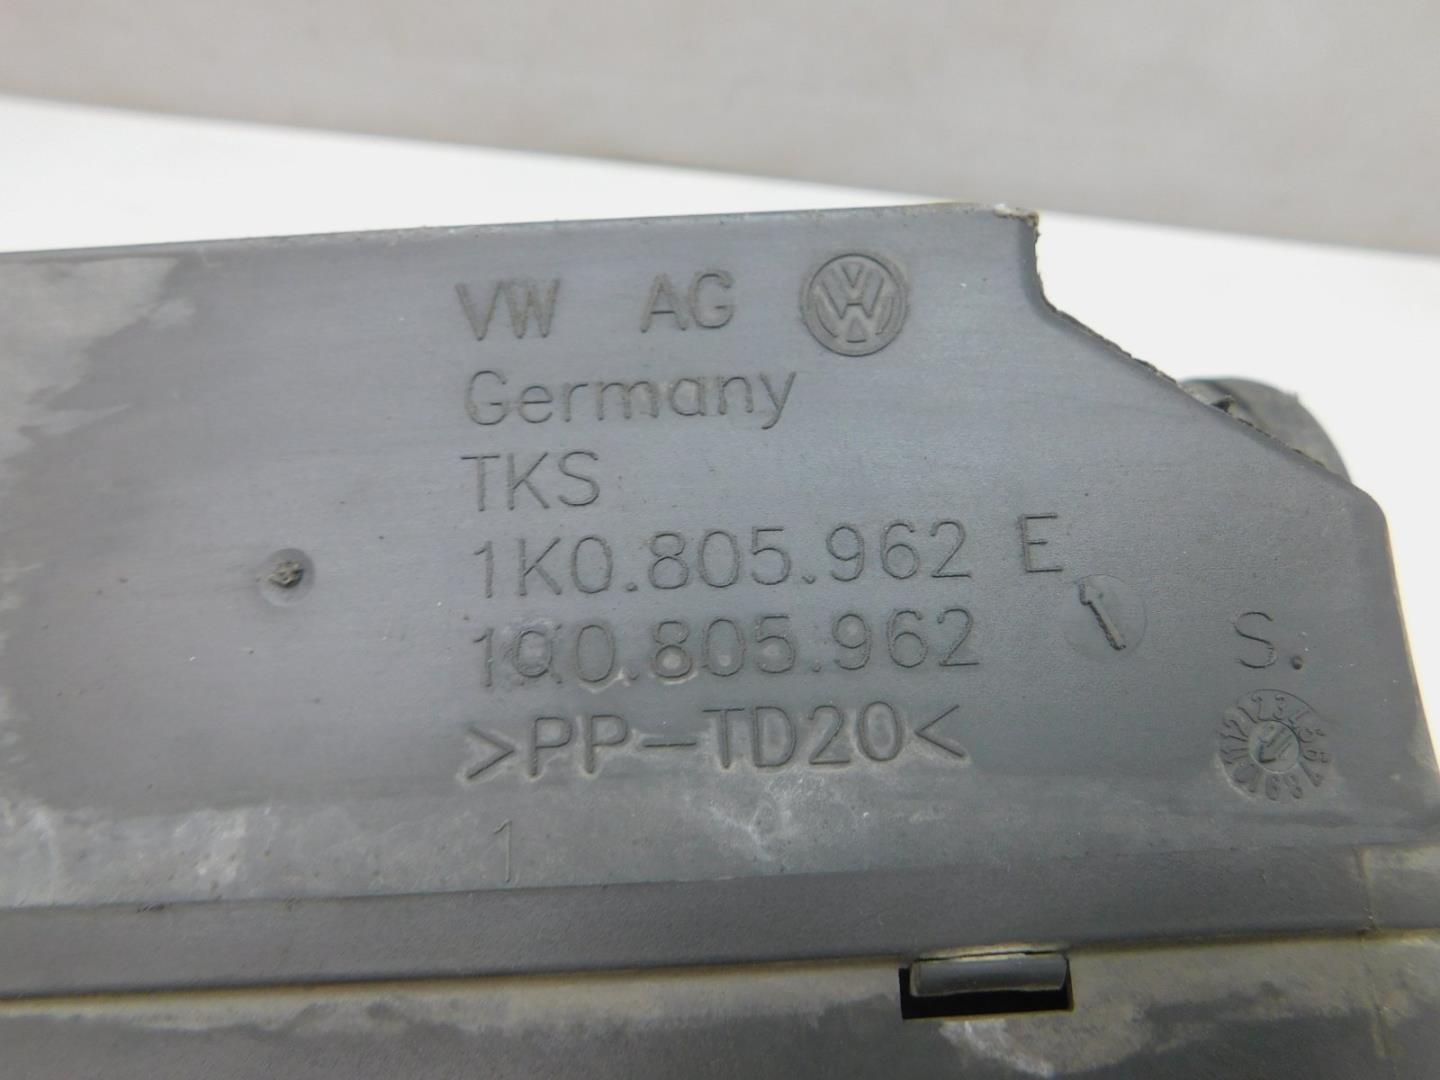 VW AG
Germany
TKS
1K0.805.962 E
1Q0.805.962
S.
>PP-TD20<
1